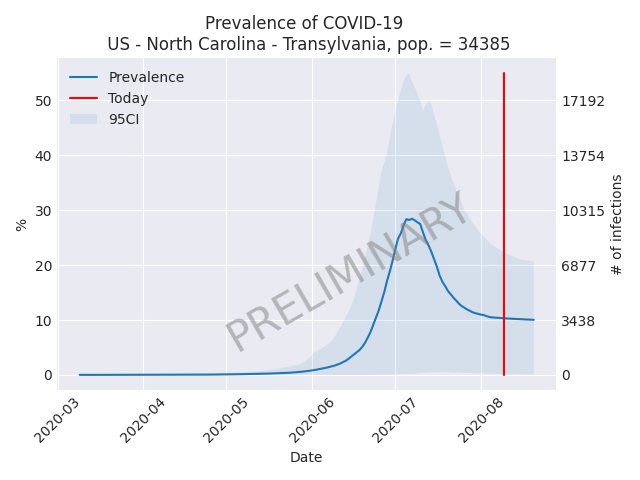 Prevalence of COVID-19
US - North Carolina - Transylvania, pop. = 34385
Prevalence
Today
95CI
PRELIMINARY
%
50
40
30
20
10
0
17192
13754
10315
6877
3438
0
# of infections
2020-03
2020-04
2020-05
2020-06
2020-07
2020-08
Date